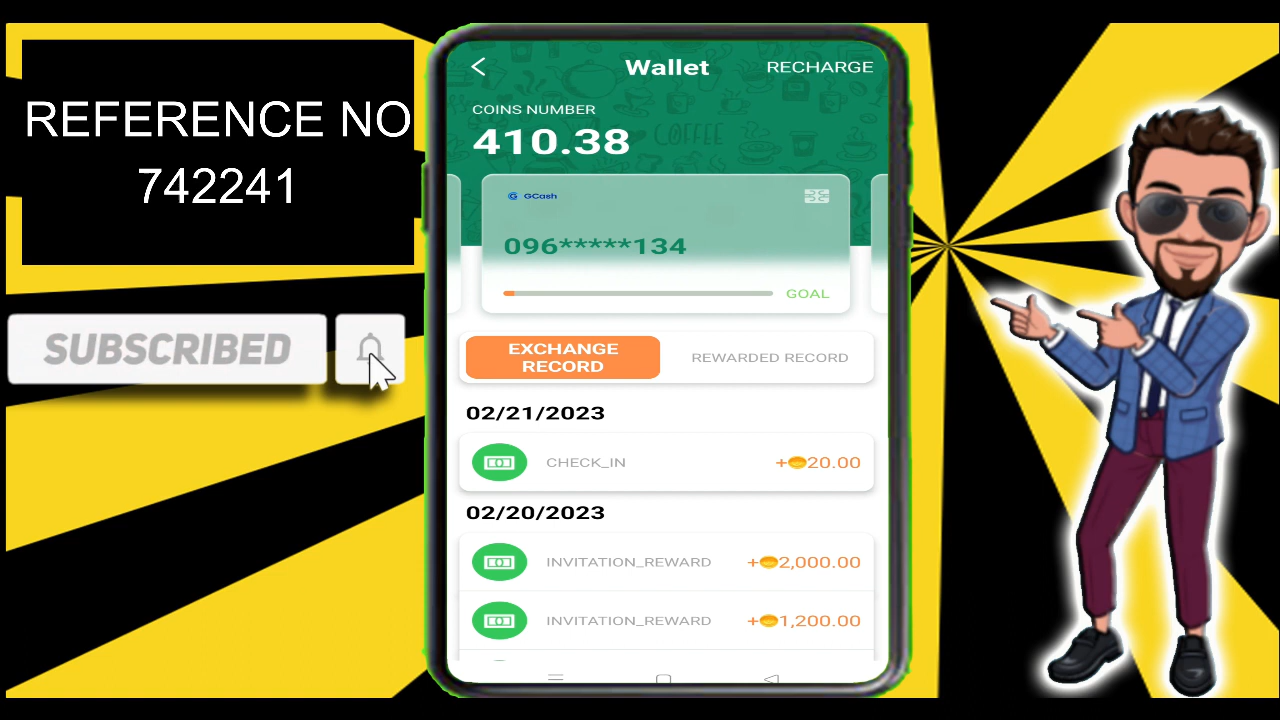 REFERENCE NO
742241
SUBSCRIBED
Wallet
RECHARGE
COINS NUMBER
410.38
COFFEE
GCash
096*****134
GOAL
EXCHANGE
RECORD
REWARDED RECORD
02/21/2023
CHECK_IN
+20.00
02/20/2023
INVITATION_REWARD
+2,000.00
INVITATION_REWARD
+1,200.00